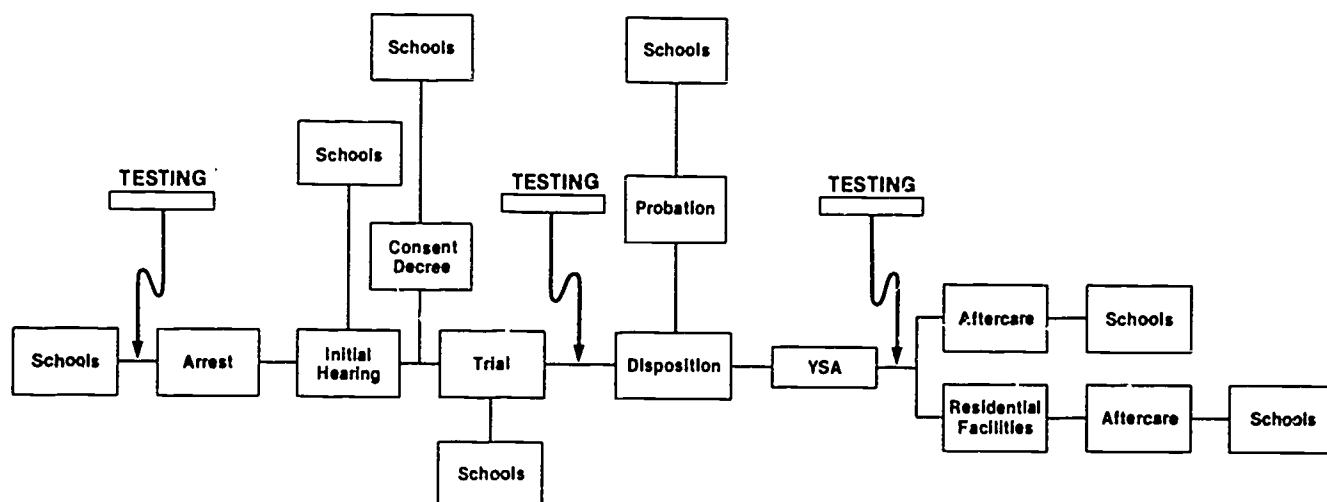 Schools
Schools
Schools
TESTING
TESTING
TESTING
Probation
Consent
Decree
Aftercare
Schools
Schools
Arrest
Initial
Hearing
Trial
Disposition
YSA
Residential
Facilities
Aftercare
Schools
Schools